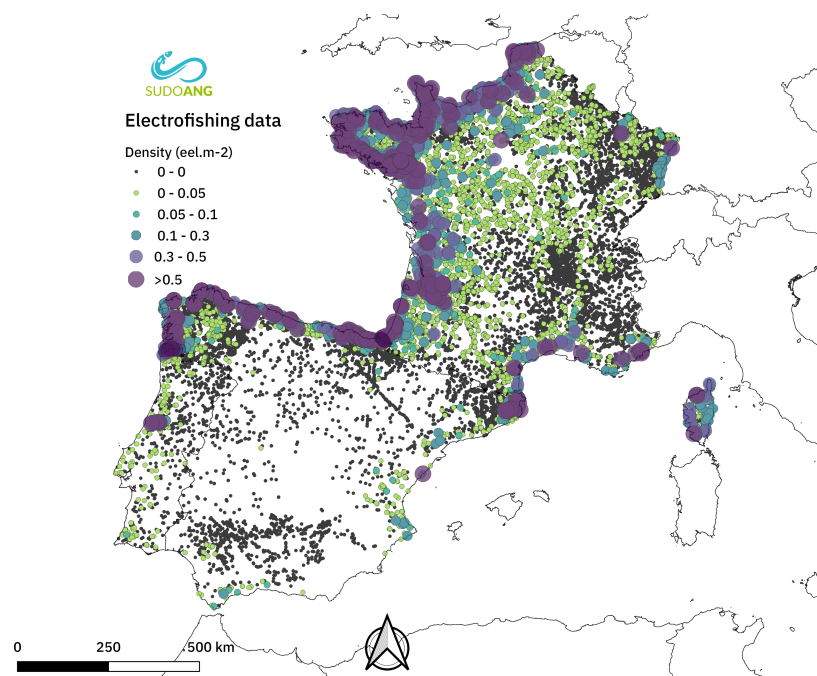 SUDOANG
Electrofishing data
Density (eel.m-2)
0 - 0
0 - 0.05
0.05 - 0.1
0.1 - 0.3
0.3 - 0.5
>0.5
0 250 500 km